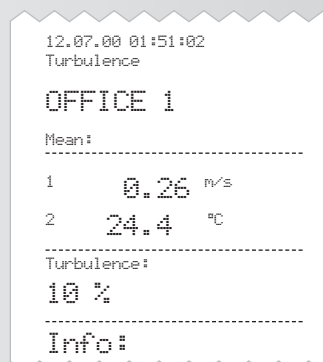 12.07.00 01:51:02
Turbulence
OFFICE 1
Mean:
1 0.26 m/s
2 24.4 °C
Turbulence:
10 %
Info: